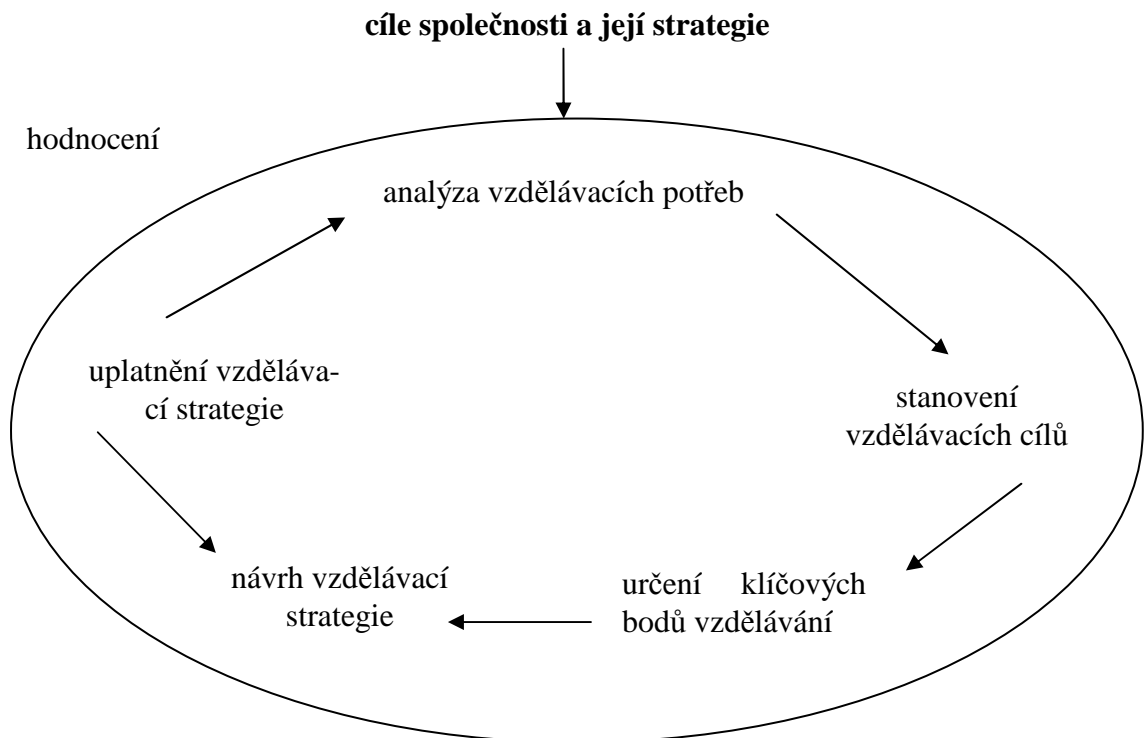 cíle společnosti a její strategie
hodnocení
analýza vzdělávacích potřeb
uplatnění vzděláva-
cí strategie
stanovení
vzdělávacích cílů
návrh vzdělávací
strategie
určení klíčových
bodů vzdělávání